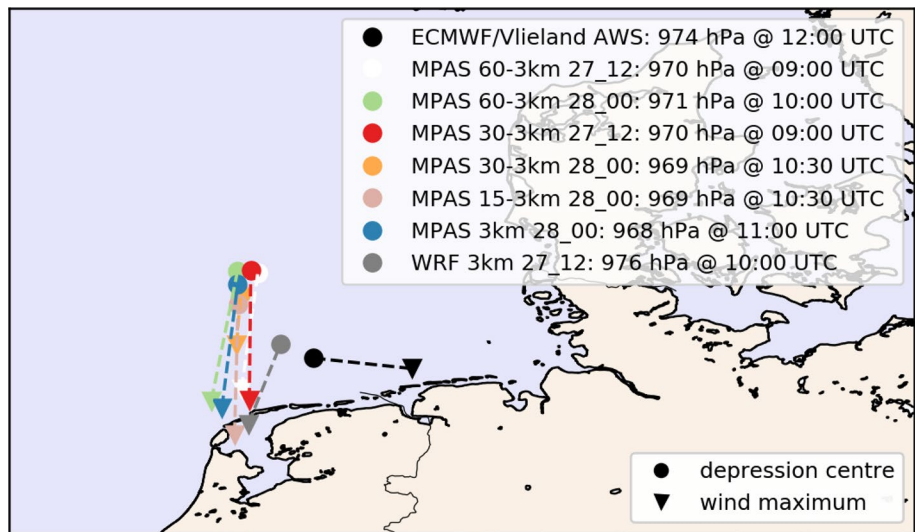 ECMWF/Vlieland AWS: 974 hPa @ 12:00 UTC
MPAS 60-3km 27_12: 970 hPa @ 09:00 UTC
MPAS 60-3km 28_00: 971 hPa @ 10:00 UTC
MPAS 30-3km 27_12: 970 hPa @ 09:00 UTC
MPAS 30-3km 28_00: 969 hPa @ 10:30 UTC
MPAS 15-3km 28_00: 969 hPa @ 10:30 UTC
MPAS 3km 28_00: 968 hPa @ 11:00 UTC
WRF 3km 27_12: 976 hPa @ 10:00 UTC
depression centre
wind maximum